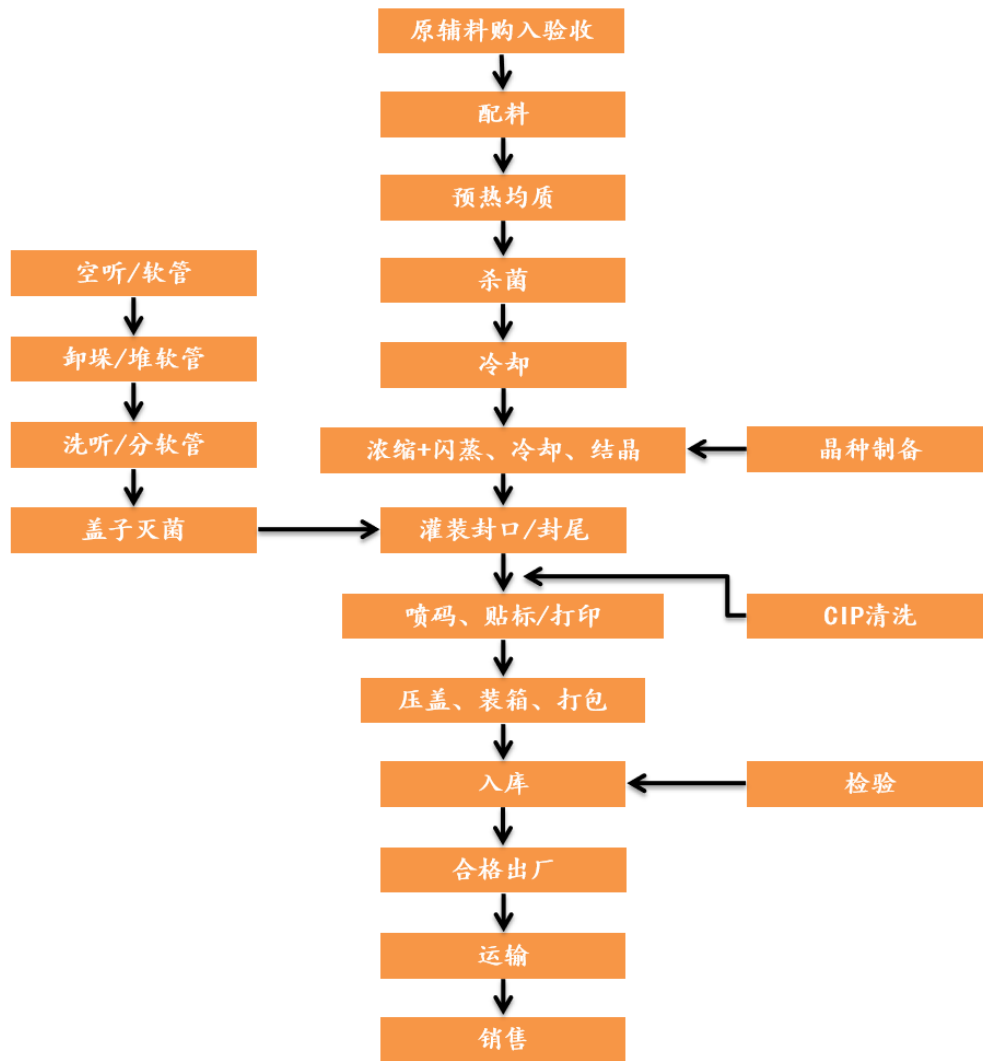 原辅料购入验收
配料
预热均质
空听/软管
杀菌
卸垛/堆软管
冷却
洗听/分软管
浓缩+闪蒸、冷却、结晶
晶种制备
盖子灭菌
灌装封口/封尾
喷码、贴标/打印
CIP清洗
压盖、装箱、打包
入库
检验
合格出厂
运输
销售